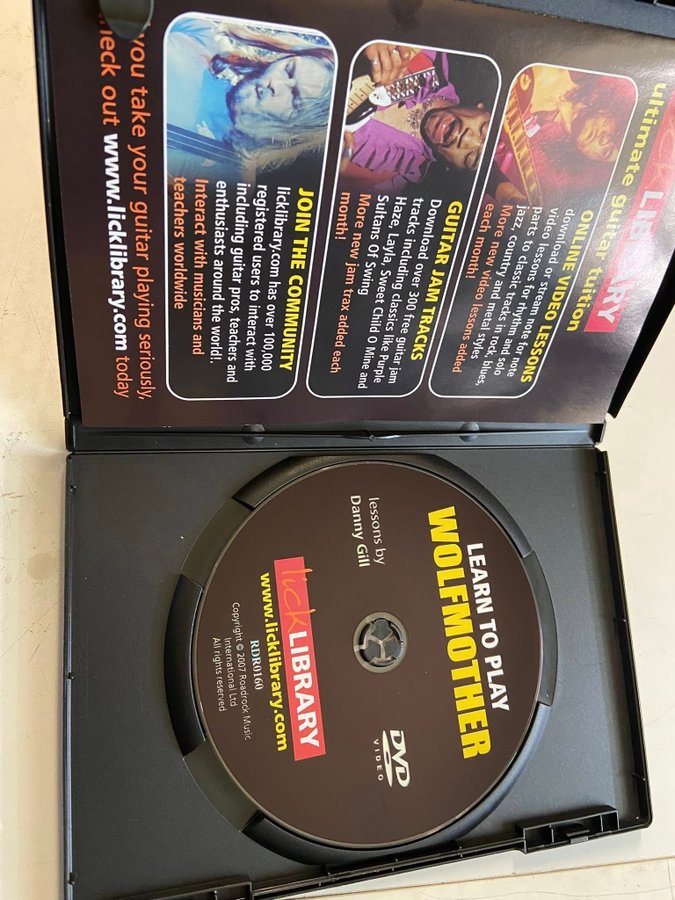 LIBRARY
ultimate guitar tuition
ONLINE VIDEO LESSONS
download or stream
video lessons for note
parts to classic rhythm and solo
jazz, country and in rock, blues,
More new video metal styles
each month! lessons added
GUITAR JAM TRACKS
Download over 300 free guitar jam
tracks including classics like Purple
Haze, Layla, Sweet Child O Mine and
Sultans Of Swing
More new jam trax added each
month!
JOIN THE COMMUNITY
licklibrary.com has over 100,000
registered users to interact with
including guitar pros, teachers and
enthusiasts around the world!.
Interact with musicians and
teachers worldwide
you take your guitar playing seriously,
check out www.licklibrary.com today
LEARN TO PLAY
WOLFMOTHER
lessons by
Danny Gill
DVD
VIDEO
lick LIBRARY
www.licklibrary.com
RDR0160
Copyright © 2007 Roadrock Music
International Ltd
All rights reserved